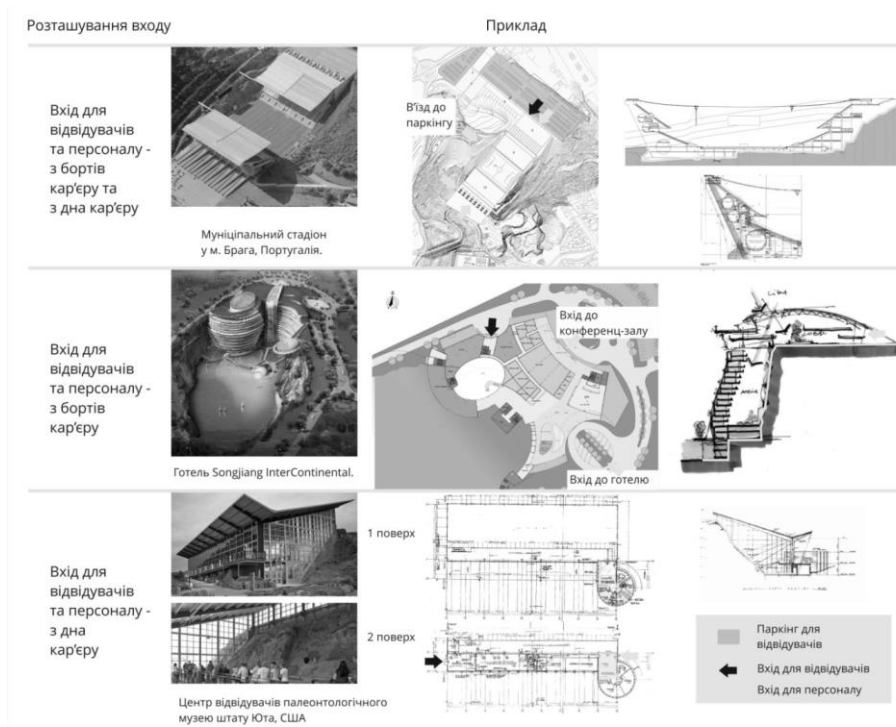 Розташування входу
Приклад
Вхід для
відвідувачів
та персоналу -
з бортів
кар’єру та
з дна кар’єру
Муніципальний стадіон
у м. Брага, Португалія.
В’їзд до
паркінгу
Вхід для
відвідувачів
та персоналу -
з бортів
кар’єру
Готель Songjiang InterContinental.
Вхід до
конференц-залу
Вхід до готелю
Вхід для
відвідувачів
та персоналу -
з дна
кар’єру
Центр відвідувачів палеонтологічного
музею штату Юта, США
1 поверх
2 поверх
Паркінг для
відвідувачів
Вхід для відвідувачів
Вхід для персоналу